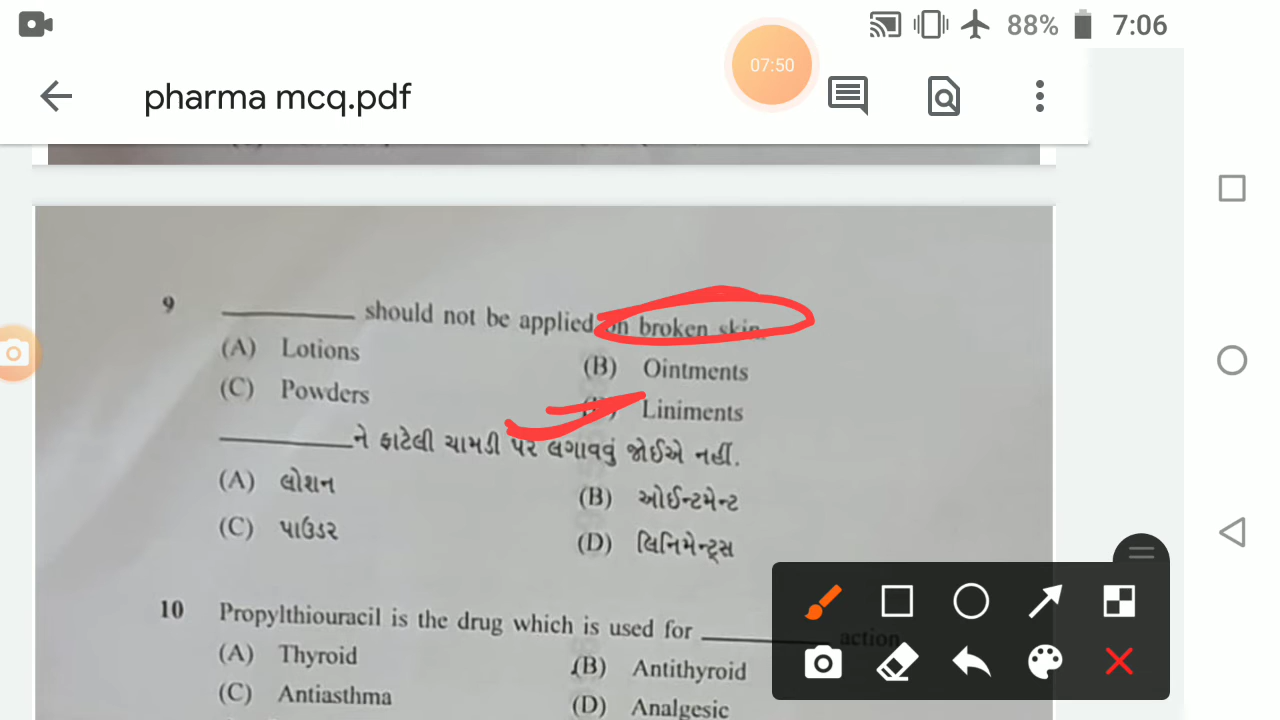 88% 7:06
07:50
pharma mcq.pdf
9 ________ should not be applied on broken skin.
(A) Lotions (B) Ointments
(C) Powders Liniments
________ને ફાટેલી ચામડી પર લગાવવું જોઈએ નહીં.
(A) લોશન (B) ઓઈન્ટમેન્ટ
(C) પાઉડર (D) લિનિમેન્ટ્સ
10 Propylthiouracil is the drug which is used for ________ action
(A) Thyroid (B) Antithyroid
(C) Antiasthma (D) Analgesic